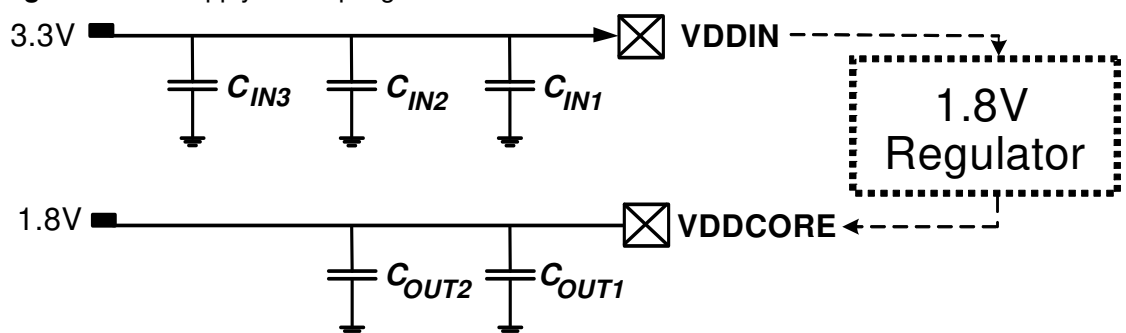 3.3V
VDDIN
C_IN3
C_IN2
C_IN1
1.8V
Regulator
1.8V
VDDCORE
C_OUT2
C_OUT1